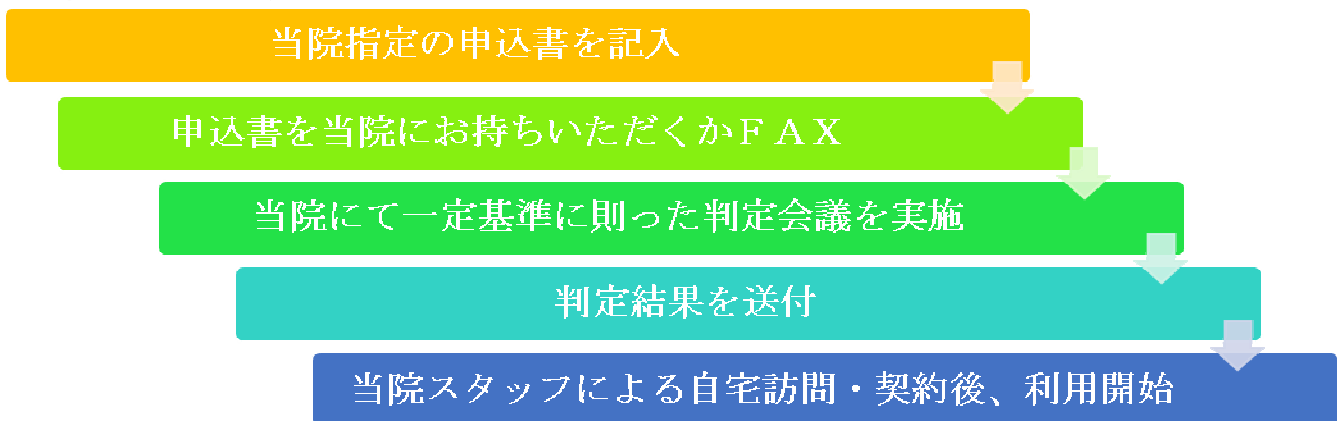 当院指定の申込書を記入
申込書を当院にお持ちいただくかＦＡＸ
当院にて一定基準に則った判定会議を実施
判定結果を送付
当院スタッフによる自宅訪問・契約後、利用開始